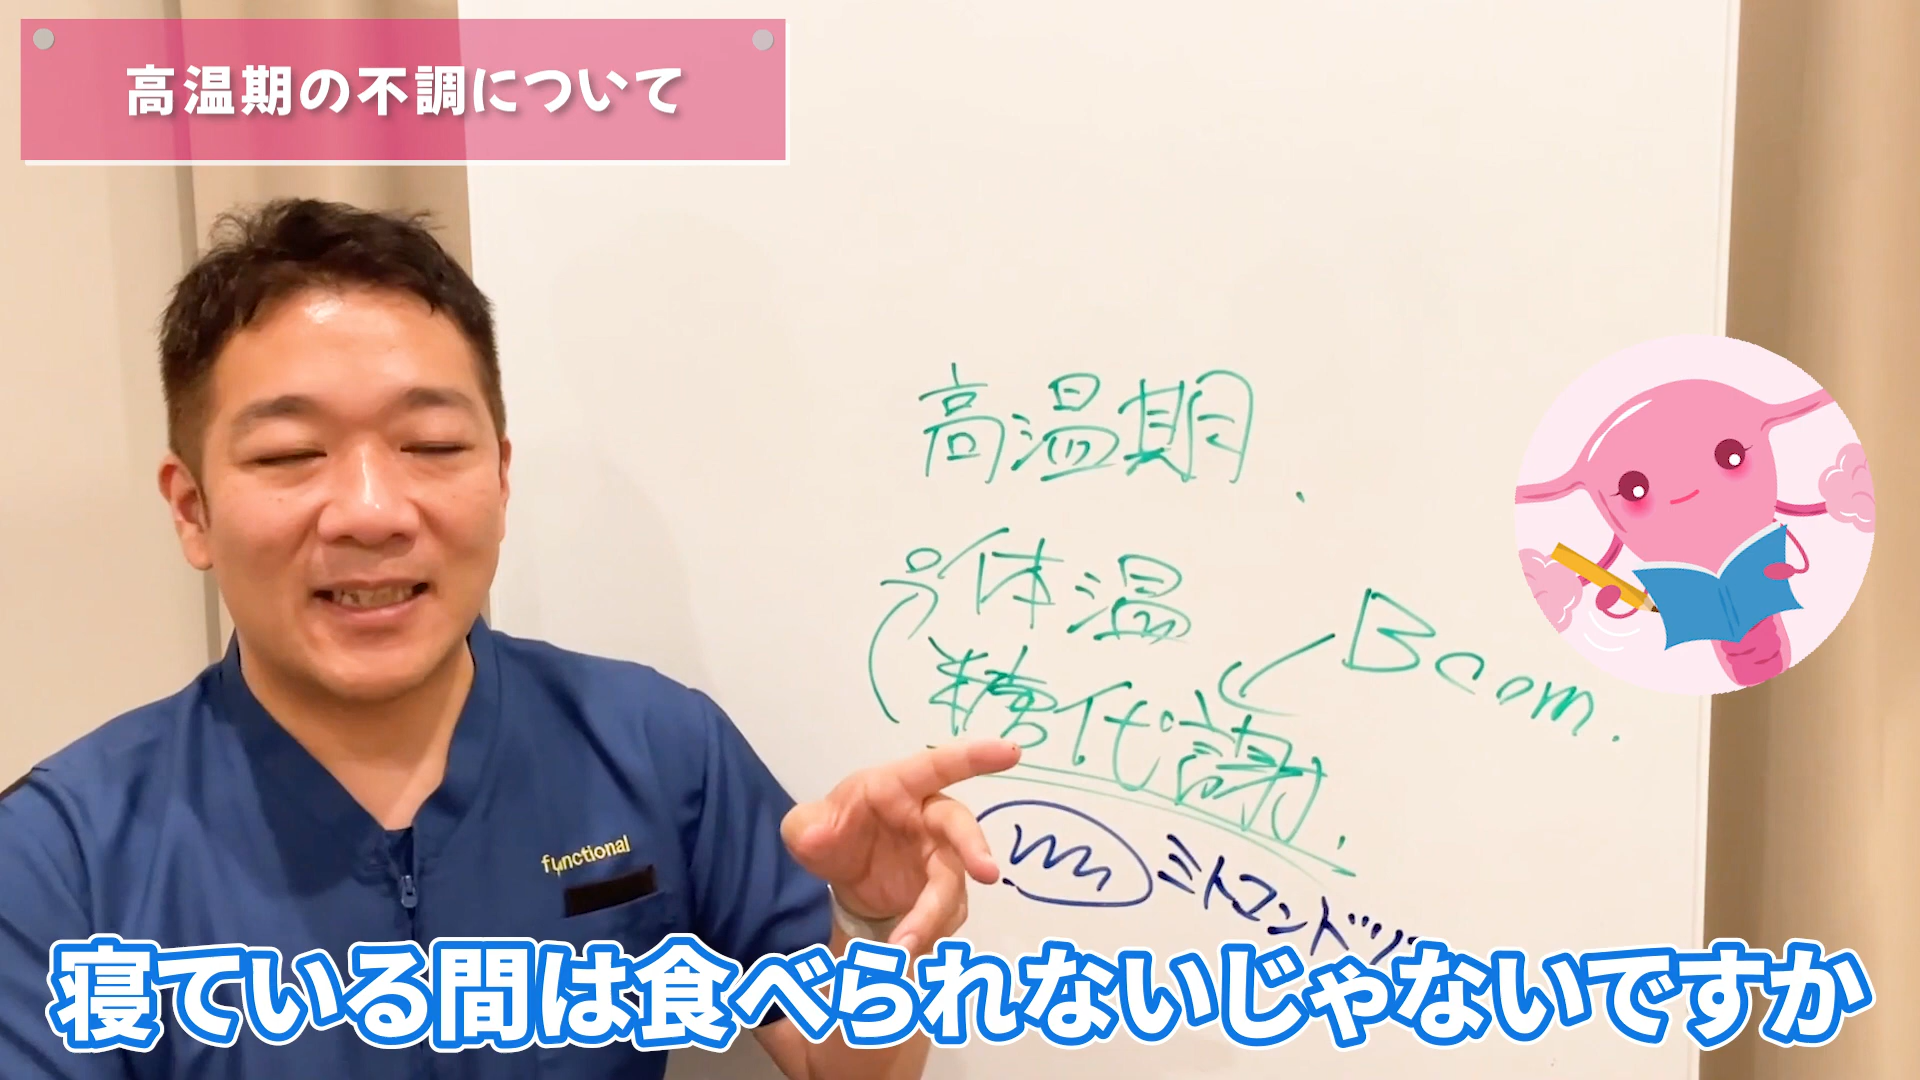 高温期の不調について
高温期.
体温
糖代謝.
Bcom.
ミトコンドリ
functional
寝ている間は食べられないじゃないですか